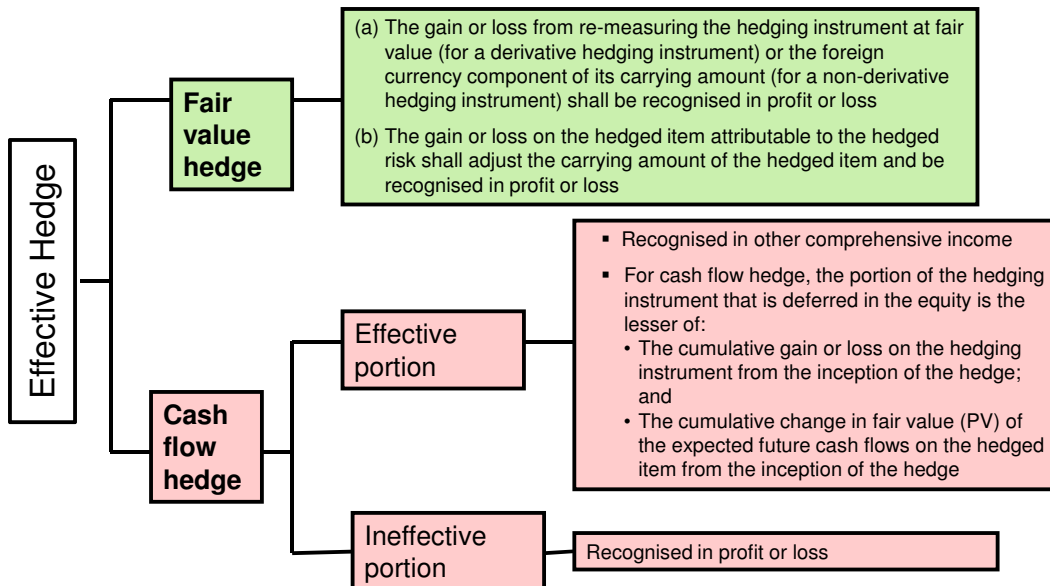 Effective Hedge
Fair
value
hedge
(a) The gain or loss from re-measuring the hedging instrument at fair
value (for a derivative hedging instrument) or the foreign
currency component of its carrying amount (for a non-derivative
hedging instrument) shall be recognised in profit or loss
(b) The gain or loss on the hedged item attributable to the hedged
risk shall adjust the carrying amount of the hedged item and be
recognised in profit or loss
Cash
flow
hedge
Effective
portion
▪ Recognised in other comprehensive income
▪ For cash flow hedge, the portion of the hedging
instrument that is deferred in the equity is the
lesser of:
• The cumulative gain or loss on the hedging
instrument from the inception of the hedge;
and
• The cumulative change in fair value (PV) of
the expected future cash flows on the hedged
item from the inception of the hedge
Ineffective
portion
Recognised in profit or loss